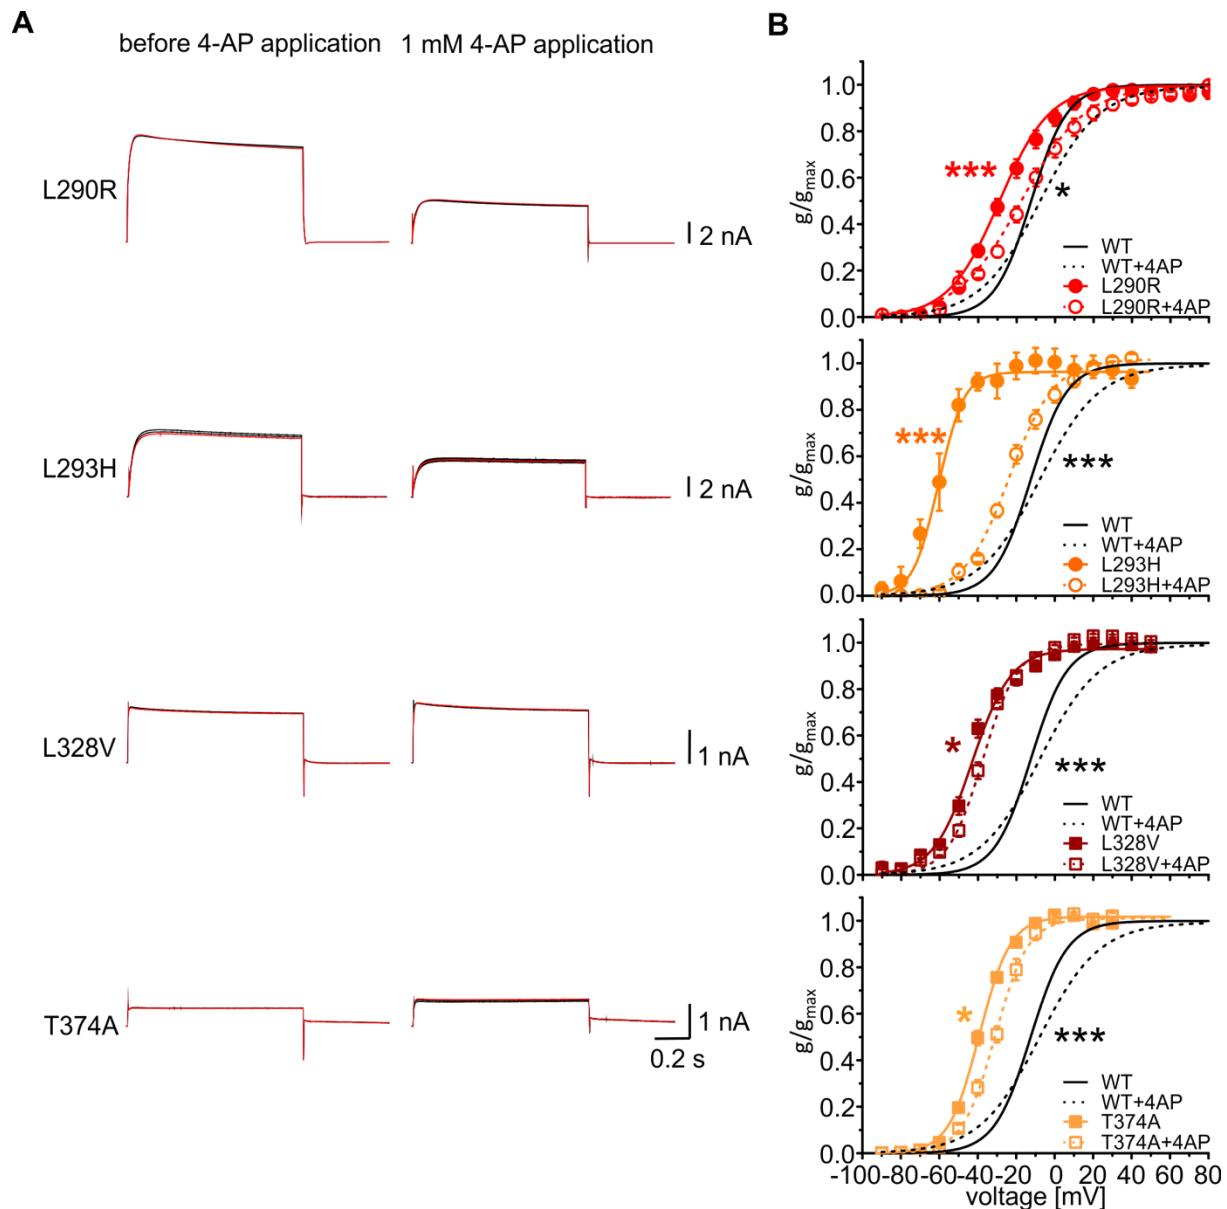 A
B
before 4-AP application
1 mM 4-AP application
L290R
2 nA
L293H
2 nA
L328V
1 nA
T374A
1 nA
0.2 s
g/gmax
1.0
0.8
0.6
0.4
0.2
0.0
***
*
WT
WT+4AP
L290R
L290R+4AP
g/gmax
1.0
0.8
0.6
0.4
0.2
0.0
***
***
WT
WT+4AP
L293H
L293H+4AP
g/gmax
1.0
0.8
0.6
0.4
0.2
0.0
*
***
WT
WT+4AP
L328V
L328V+4AP
g/gmax
1.0
0.8
0.6
0.4
0.2
0.0
*
***
WT
WT+4AP
T374A
T374A+4AP
-100 -80 -60 -40 -20 0 20 40 60 80
voltage [mV]